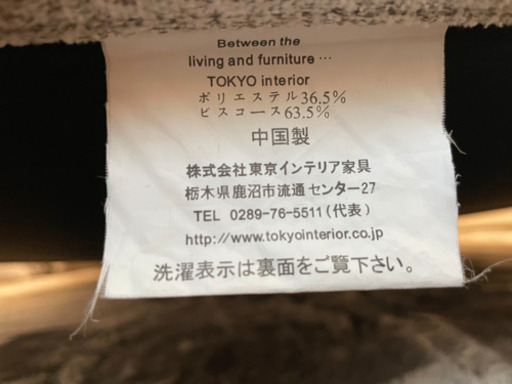 Between the
living and furniture…
TOKYO interior
ポリエステル36.5%
ビスコース63.5%
中国製
株式会社東京インテリア家具
栃木県鹿沼市流通センター27
TEL 0289-76-5511(代表)
http://www.tokyointerior.co.jp
洗濯表示は裏面をご覧下さい。